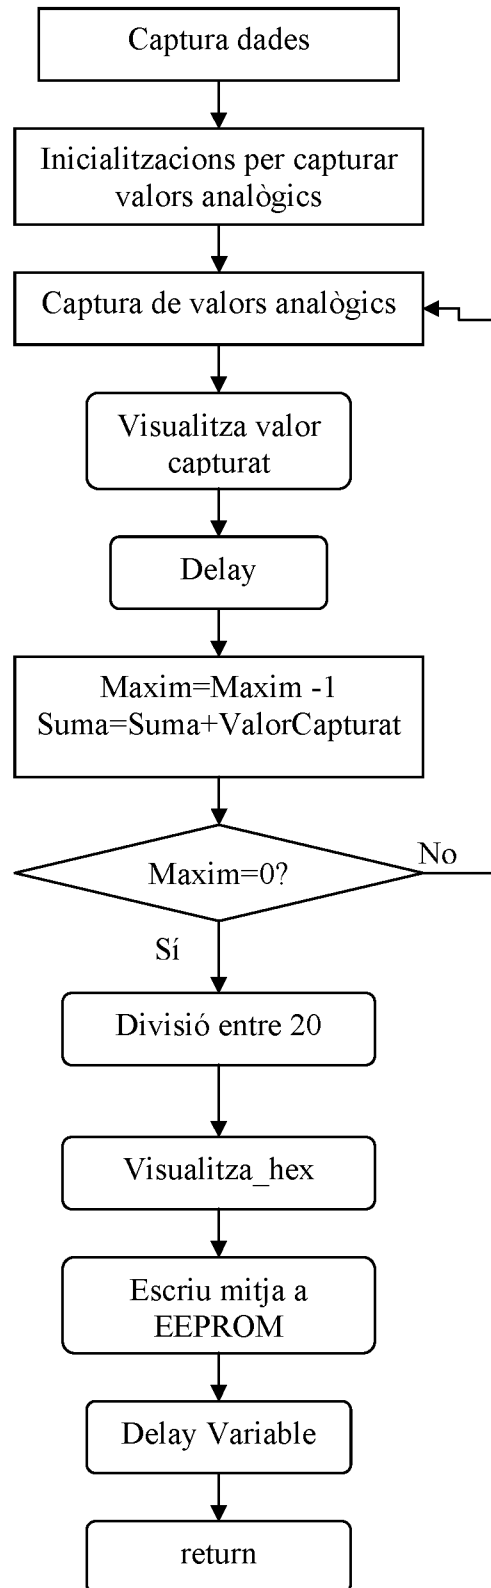 Captura dades
Inicialitzacions per capturar
valors analògics
Captura de valors analògics
Visualitza valor
capturat
Delay
Maxim=Maxim -1
Suma=Suma+ValorCapturat
Maxim=0?
No
Sí
Divisió entre 20
Visualitza_hex
Escriu mitja a
EEPROM
Delay Variable
return